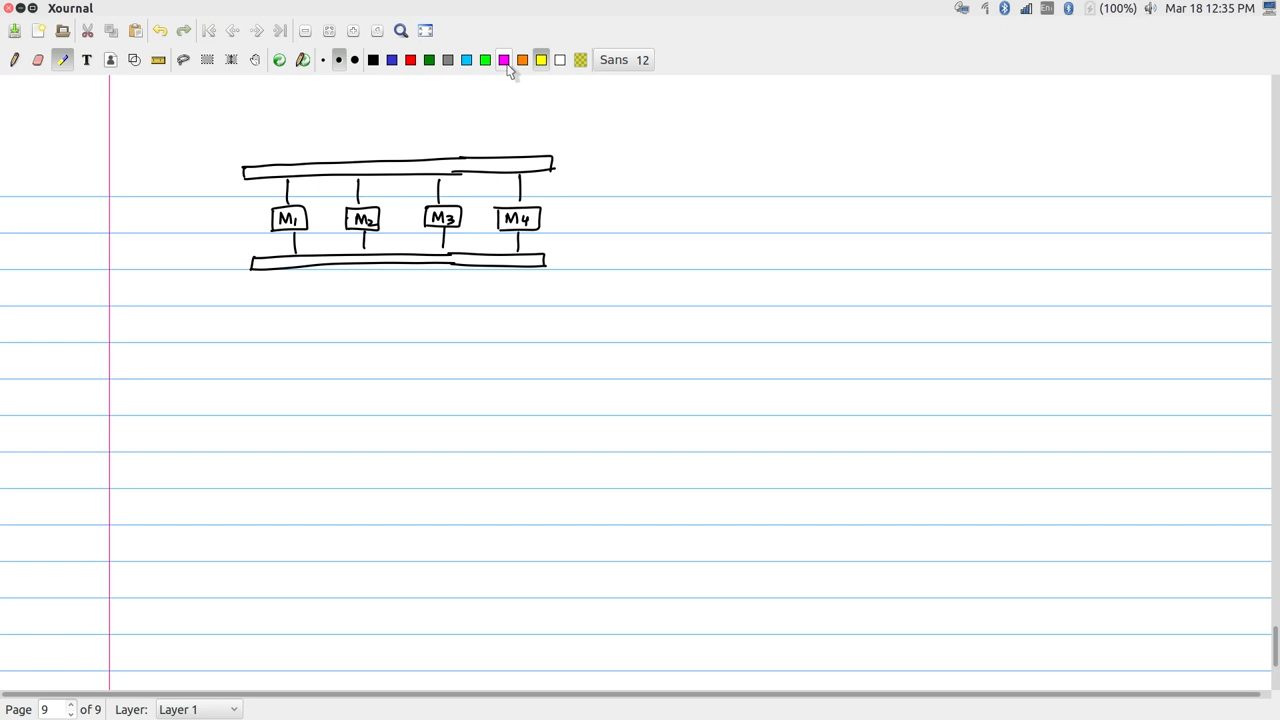 Xournal
(100%) Mar 18 12:35 PM
T Sans 12
M1 M2 M3 M4
Page 9 of 9 Layer: Layer 1